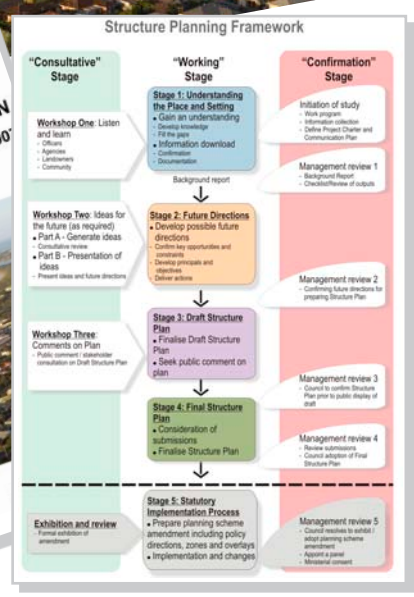 Structure Planning Framework
"Consultative"
Stage
"Working"
Stage
"Confirmation"
Stage
Workshop One: Listen
and learn
- Officers
- Agencies
- Landowners
- Community
Stage 1: Understanding
the Place and Setting
• Gain an understanding
- Develop knowledge
- Fill the gaps
• Information download
- Confirmation
- Documentation
Background report
Initiation of study
- Work program
- Information collection
- Define Project Charter and
Communication Plan
Management review 1
- Background Report
- Checklist/Review of outputs
Workshop Two: Ideas for
the future (as required)
• Part A - Generate ideas
- Consultative review
• Part B - Presentation of
ideas
- Present ideas and future directions
Stage 2: Future Directions
• Develop possible future
directions
- Confirm key opportunities and
constraints
- Develop principals and
objectives
- Deliver actions
Management review 2
- Confirming future directions for
preparing Structure Plan
Workshop Three:
Comments on Plan
- Public comment / stakeholder
consultation on Draft Structure Plan
Stage 3: Draft Structure
Plan
• Finalise Draft Structure
Plan
• Seek public comment on
plan
Management review 3
- Council to confirm Structure
Plan prior to public display of
draft
Stage 4: Final Structure
Plan
• Consideration of
submissions
• Finalise Structure Plan
Management review 4
- Review submissions
- Council adoption of Final
Structure Plan
Exhibition and review
- Formal exhibition of
amendment
Stage 5: Statutory
Implementation Process
• Prepare planning scheme
amendment including policy
directions, zones and overlays
• Implementation and changes
Management review 5
- Council resolves to exhibit /
adopt planning scheme
amendment
- Appoint a panel
- Ministerial consent